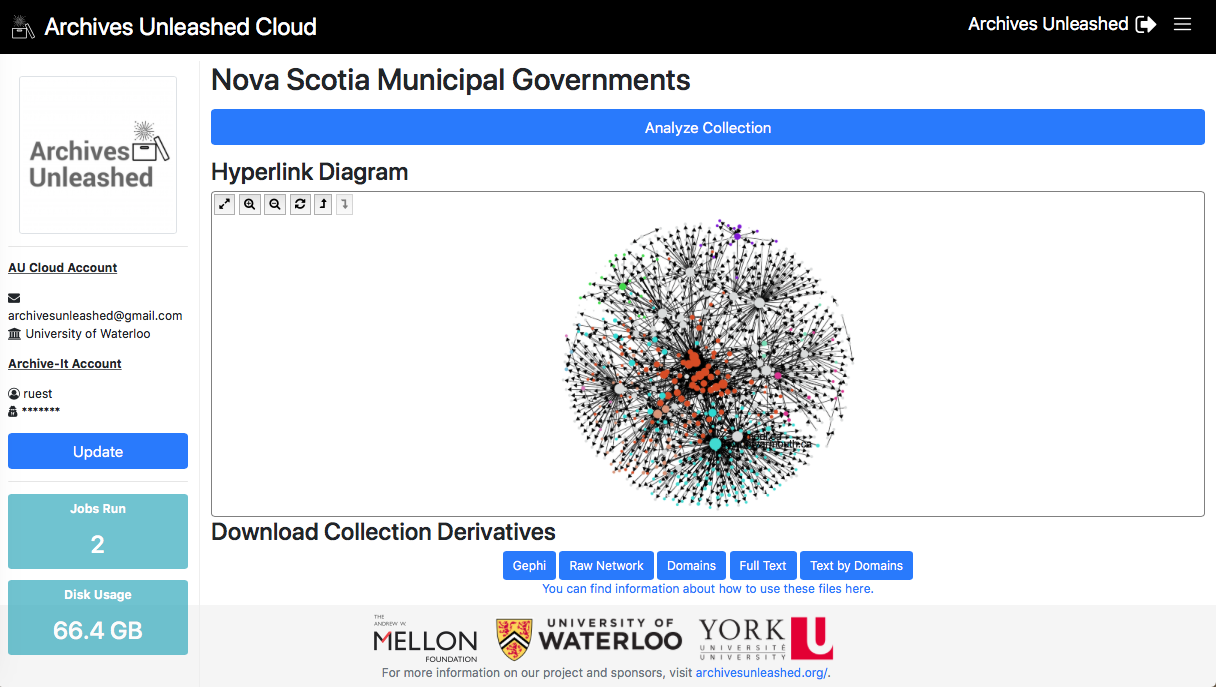 Archives Unleashed Cloud
Archives Unleashed
Archives
Unleashed
AU Cloud Account
archivesunleashed@gmail.com
University of Waterloo
Archive-It Account
ruest
*******
Update
Jobs Run
2
Disk Usage
66.4 GB
Nova Scotia Municipal Governments
Analyze Collection
Hyperlink Diagram
Download Collection Derivatives
Gephi
Raw Network
Domains
Full Text
Text by Domains
You can find information about how to use these files here.
THE
ANDREW W.
MELLON
FOUNDATION
UNIVERSITY OF
WATERLOO
YORK
UNIVERSITÉ
UNIVERSITY
U
For more information on our project and sponsors, visit archivesunleashed.org/.